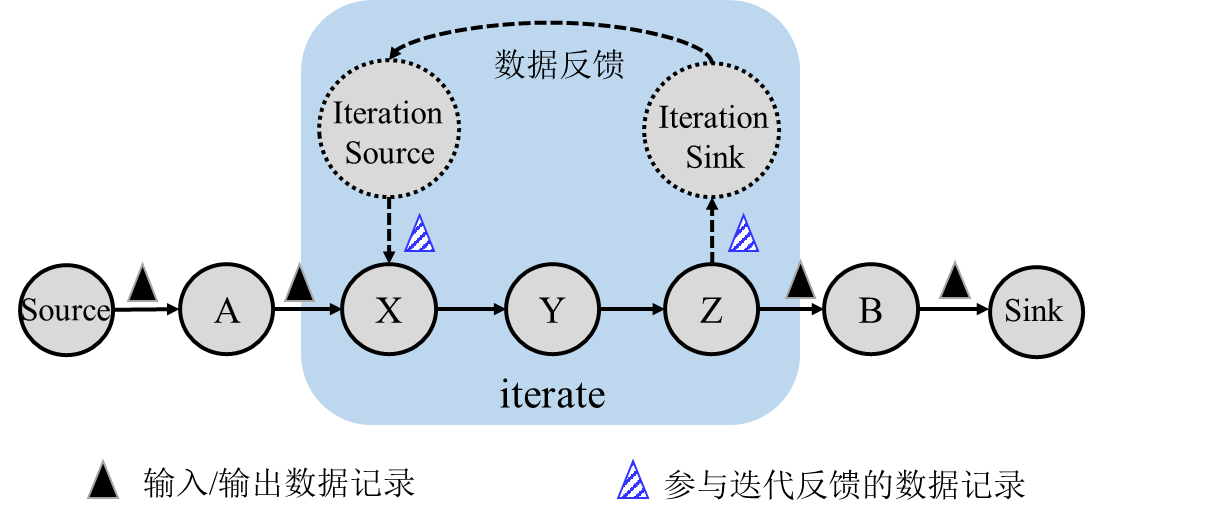 数据反馈
Iteration
Source
Iteration
Sink
Source
A
X
Y
Z
B
Sink
iterate
输入/输出数据记录
参与迭代反馈的数据记录